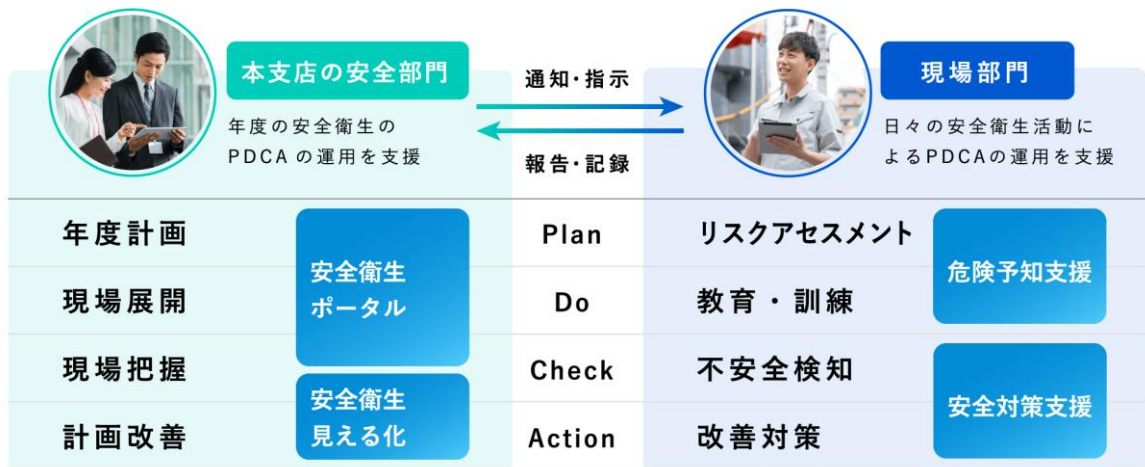 本支店の安全部門
年度の安全衛生の
PDCA の運用を支援
通知・指示
報告・記録
現場部門
日々の安全衛生活動に
よるPDCAの運用を支援
年度計画
現場展開
現場把握
計画改善
安全衛生
ポータル
安全衛生
見える化
Plan
Do
Check
Action
リスクアセスメント
教育・訓練
不安全検知
改善対策
危険予知支援
安全対策支援